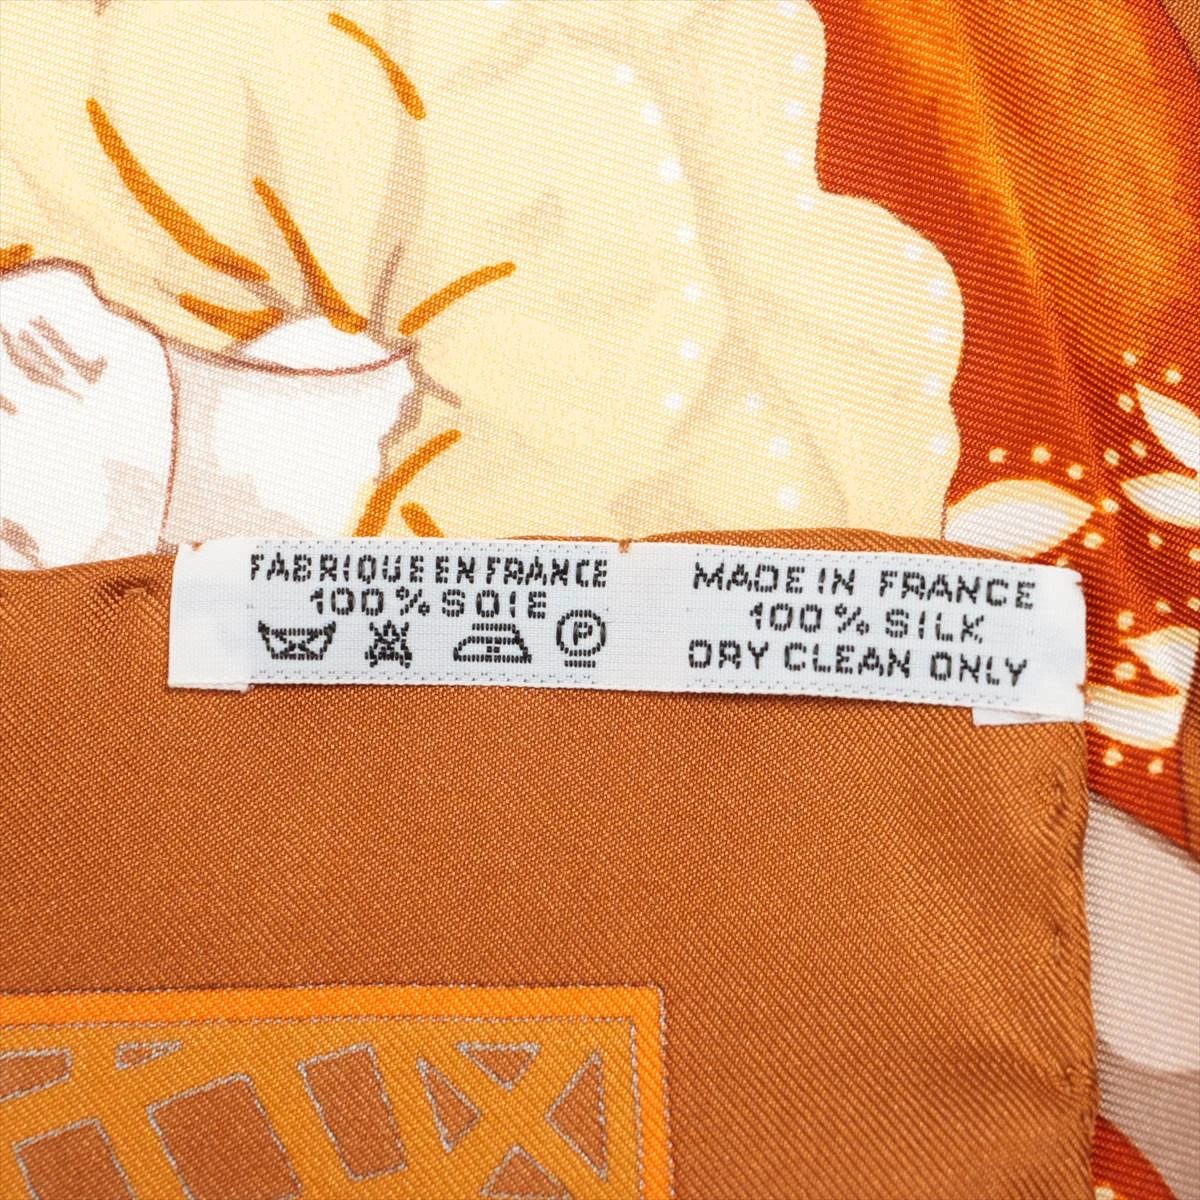 FABRIQUE EN FRANCE
100% SOIE
P
MADE IN FRANCE
100% SILK
DRY CLEAN ONLY